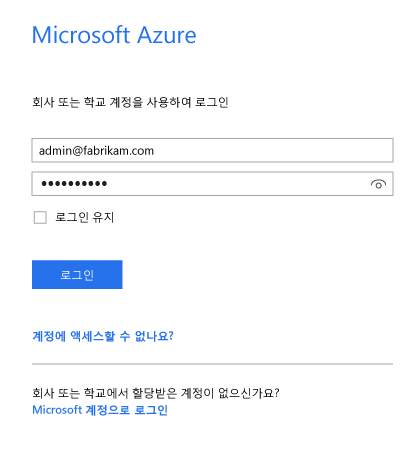 Microsoft Azure
회사 또는 학교 계정을 사용하여 로그인
admin@fabrikam.com
••••••••••
로그인 유지
로그인
계정에 액세스할 수 없나요?
회사 또는 학교에서 할당받은 계정이 없으신가요?
Microsoft 계정으로 로그인